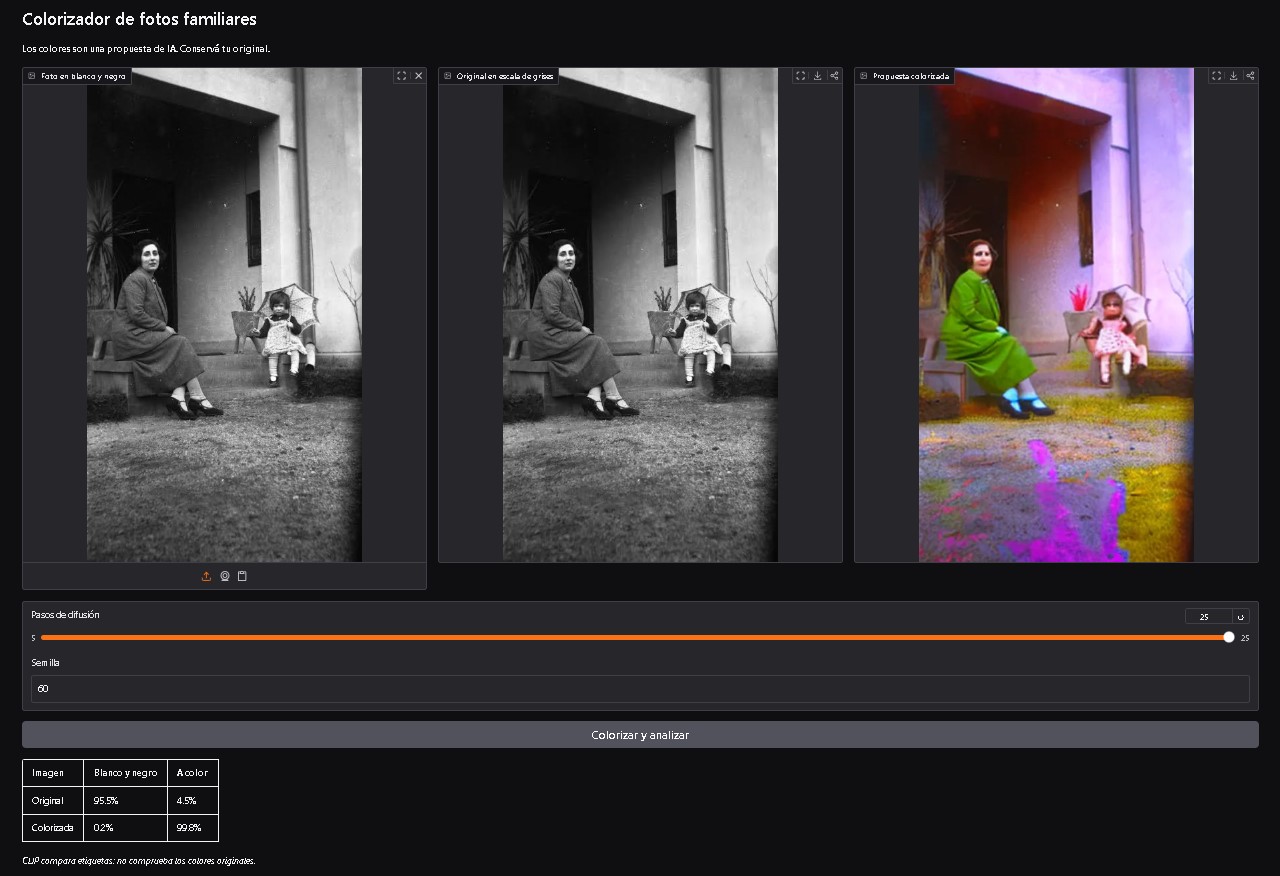 Colorizador de fotos familiares
Los colores son una propuesta de IA. Conservá tu original.
Foto en blanco y negro
Original en escala de grises
Propuesta colorizada
Pasos de difusión
25
5
25
Semilla
60
Colorizar y analizar
Imagen Blanco y negro A color
Original 95.5% 4.5%
Colorizada 0.2% 99.8%
CLIP compara etiquetas: no comprueba los colores originales.